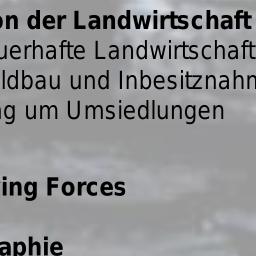 on der Landwirtschaft
uerhafte Landwirtschaft
ldbau und Inbesitznahm
ng um Umsiedlungen
ing Forces
aphie